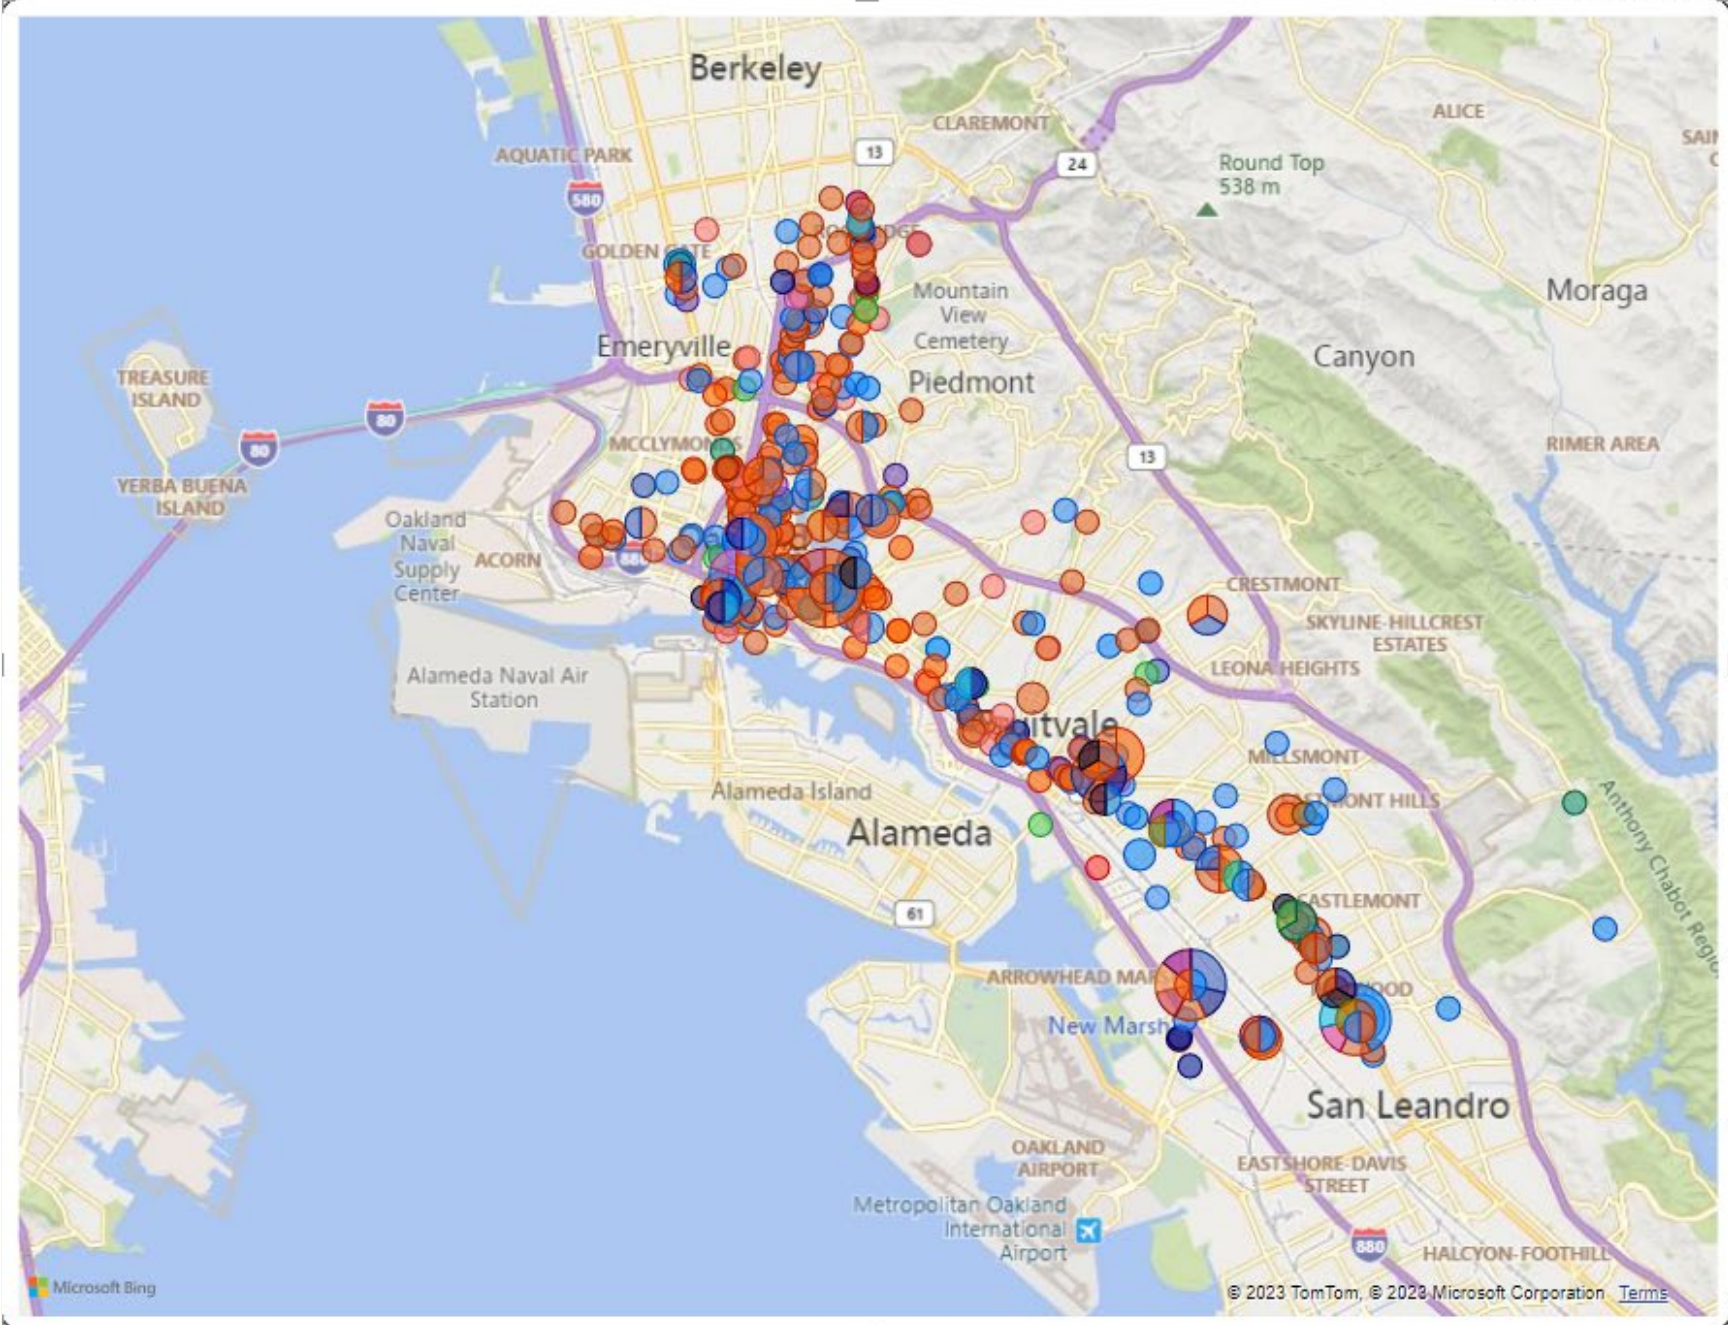 Berkeley
CLAREMONT
ALICE
AQUATIC PARK
13
24
Round Top
538 m
580
GOLDEN GATE
Mountain
View
Cemetery
Moraga
Emeryville
Piedmont
Canyon
TREASURE
ISLAND
80
80
13
RIMER AREA
YERBA BUENA
ISLAND
Oakland
Naval
Supply
Center
ACORN
880
CRESTMONT
SKYLINE-HILLCREST
ESTATES
LEONA HEIGHTS
Alameda Naval Air
Station
MILLSMONT
Alameda Island
Alameda
Anthony Chabot
61
CASTLEMONT
New Marsh
San Leandro
OAKLAND
AIRPORT
EASTSHORE-DAVIS
STREET
Metropolitan Oakland
International
Airport
880
HALCYON-FOOTHILL
Microsoft Bing
© 2023 TomTom, © 2023 Microsoft Corporation Terms